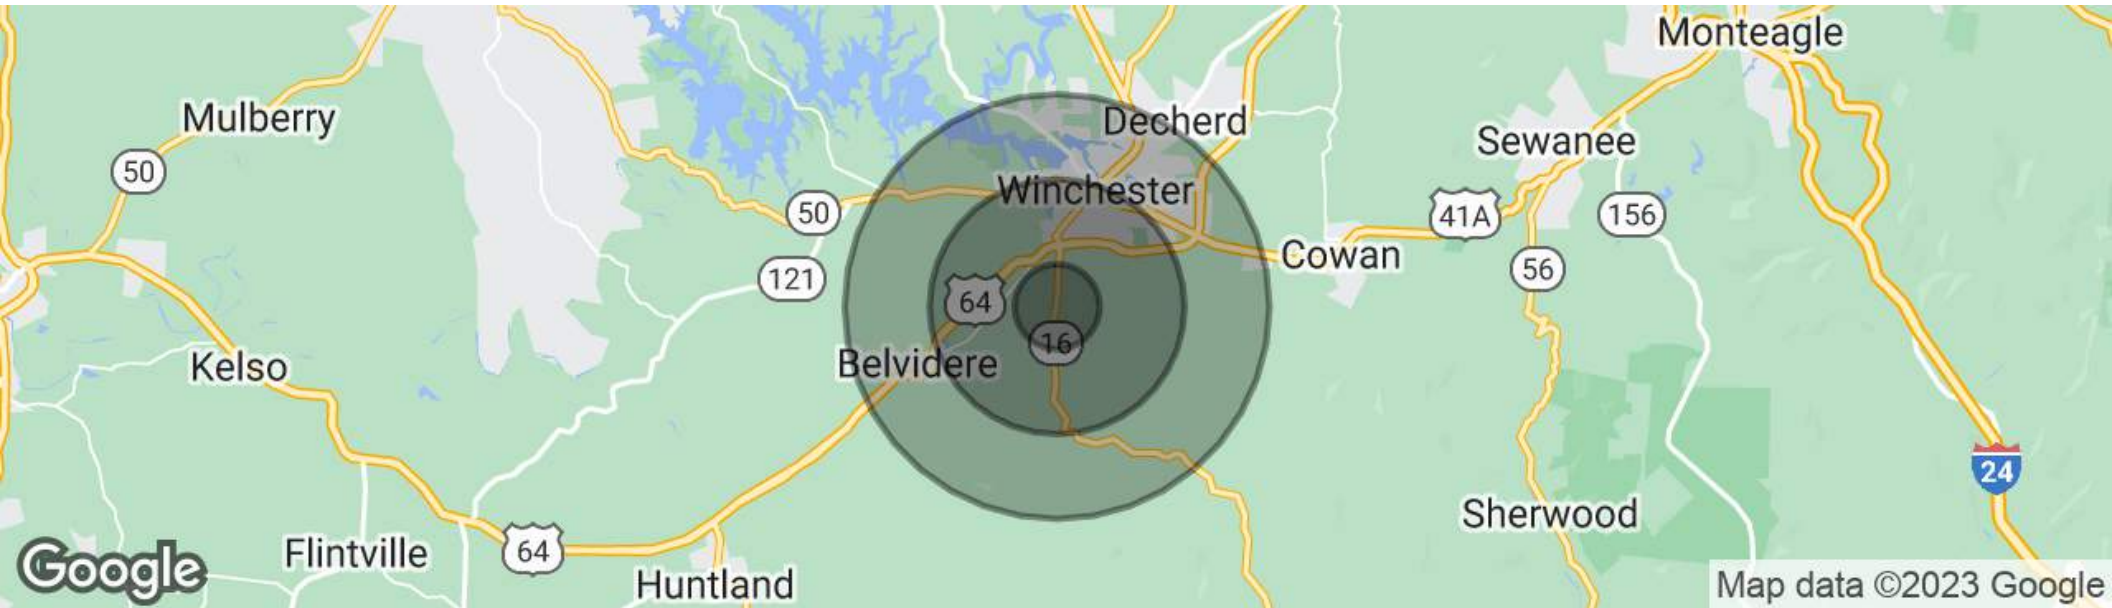 Monteagle
Mulberry
Decherd
Sewanee
50
Winchester
50
41A
156
Cowan
121
56
64
16
Belvidere
Kelso
24
Sherwood
Flintville
64
Google
Huntland
Map data ©2023 Google